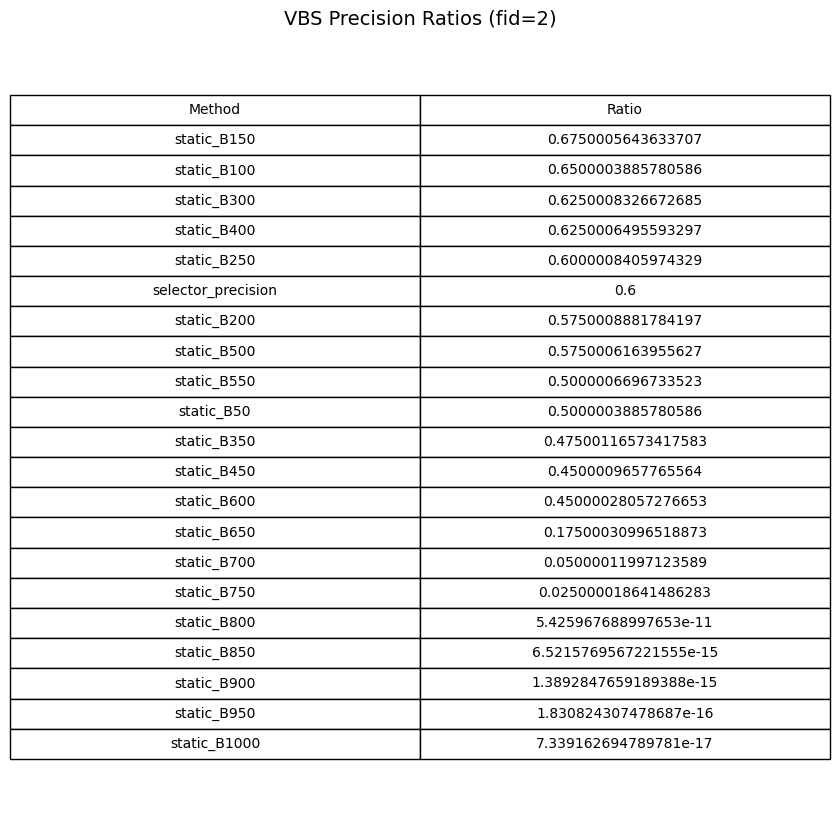 VBS Precision Ratios (fid=2)
Method Ratio
static_B150 0.6750005643633707
static_B100 0.6500003885780586
static_B300 0.6250008326672685
static_B400 0.6250006495593297
static_B250 0.6000008405974329
selector_precision 0.6
static_B200 0.5750008881784197
static_B500 0.5750006163955627
static_B550 0.5000006696733523
static_B50 0.5000003885780586
static_B350 0.47500116573417583
static_B450 0.4500009657765564
static_B600 0.45000028057276653
static_B650 0.17500030996518873
static_B700 0.05000011997123589
static_B750 0.025000018641486283
static_B800 5.425967688997653e-11
static_B850 6.5215769567221555e-15
static_B900 1.3892847659189388e-15
static_B950 1.830824307478687e-16
static_B1000 7.339162694789781e-17